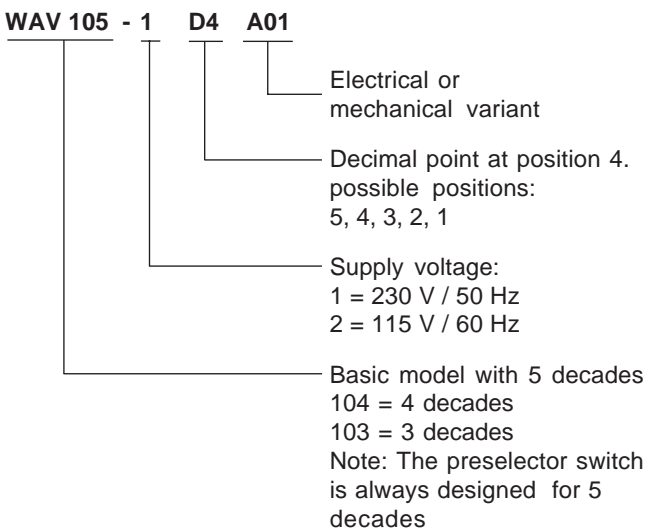 WAV 105 - 1 D4 A01
Electrical or
mechanical variant
Decimal point at position 4.
possible positions:
5, 4, 3, 2, 1
Supply voltage:
1 = 230 V / 50 Hz
2 = 115 V / 60 Hz
Basic model with 5 decades
104 = 4 decades
103 = 3 decades
Note: The preselector switch
is always designed for 5
decades